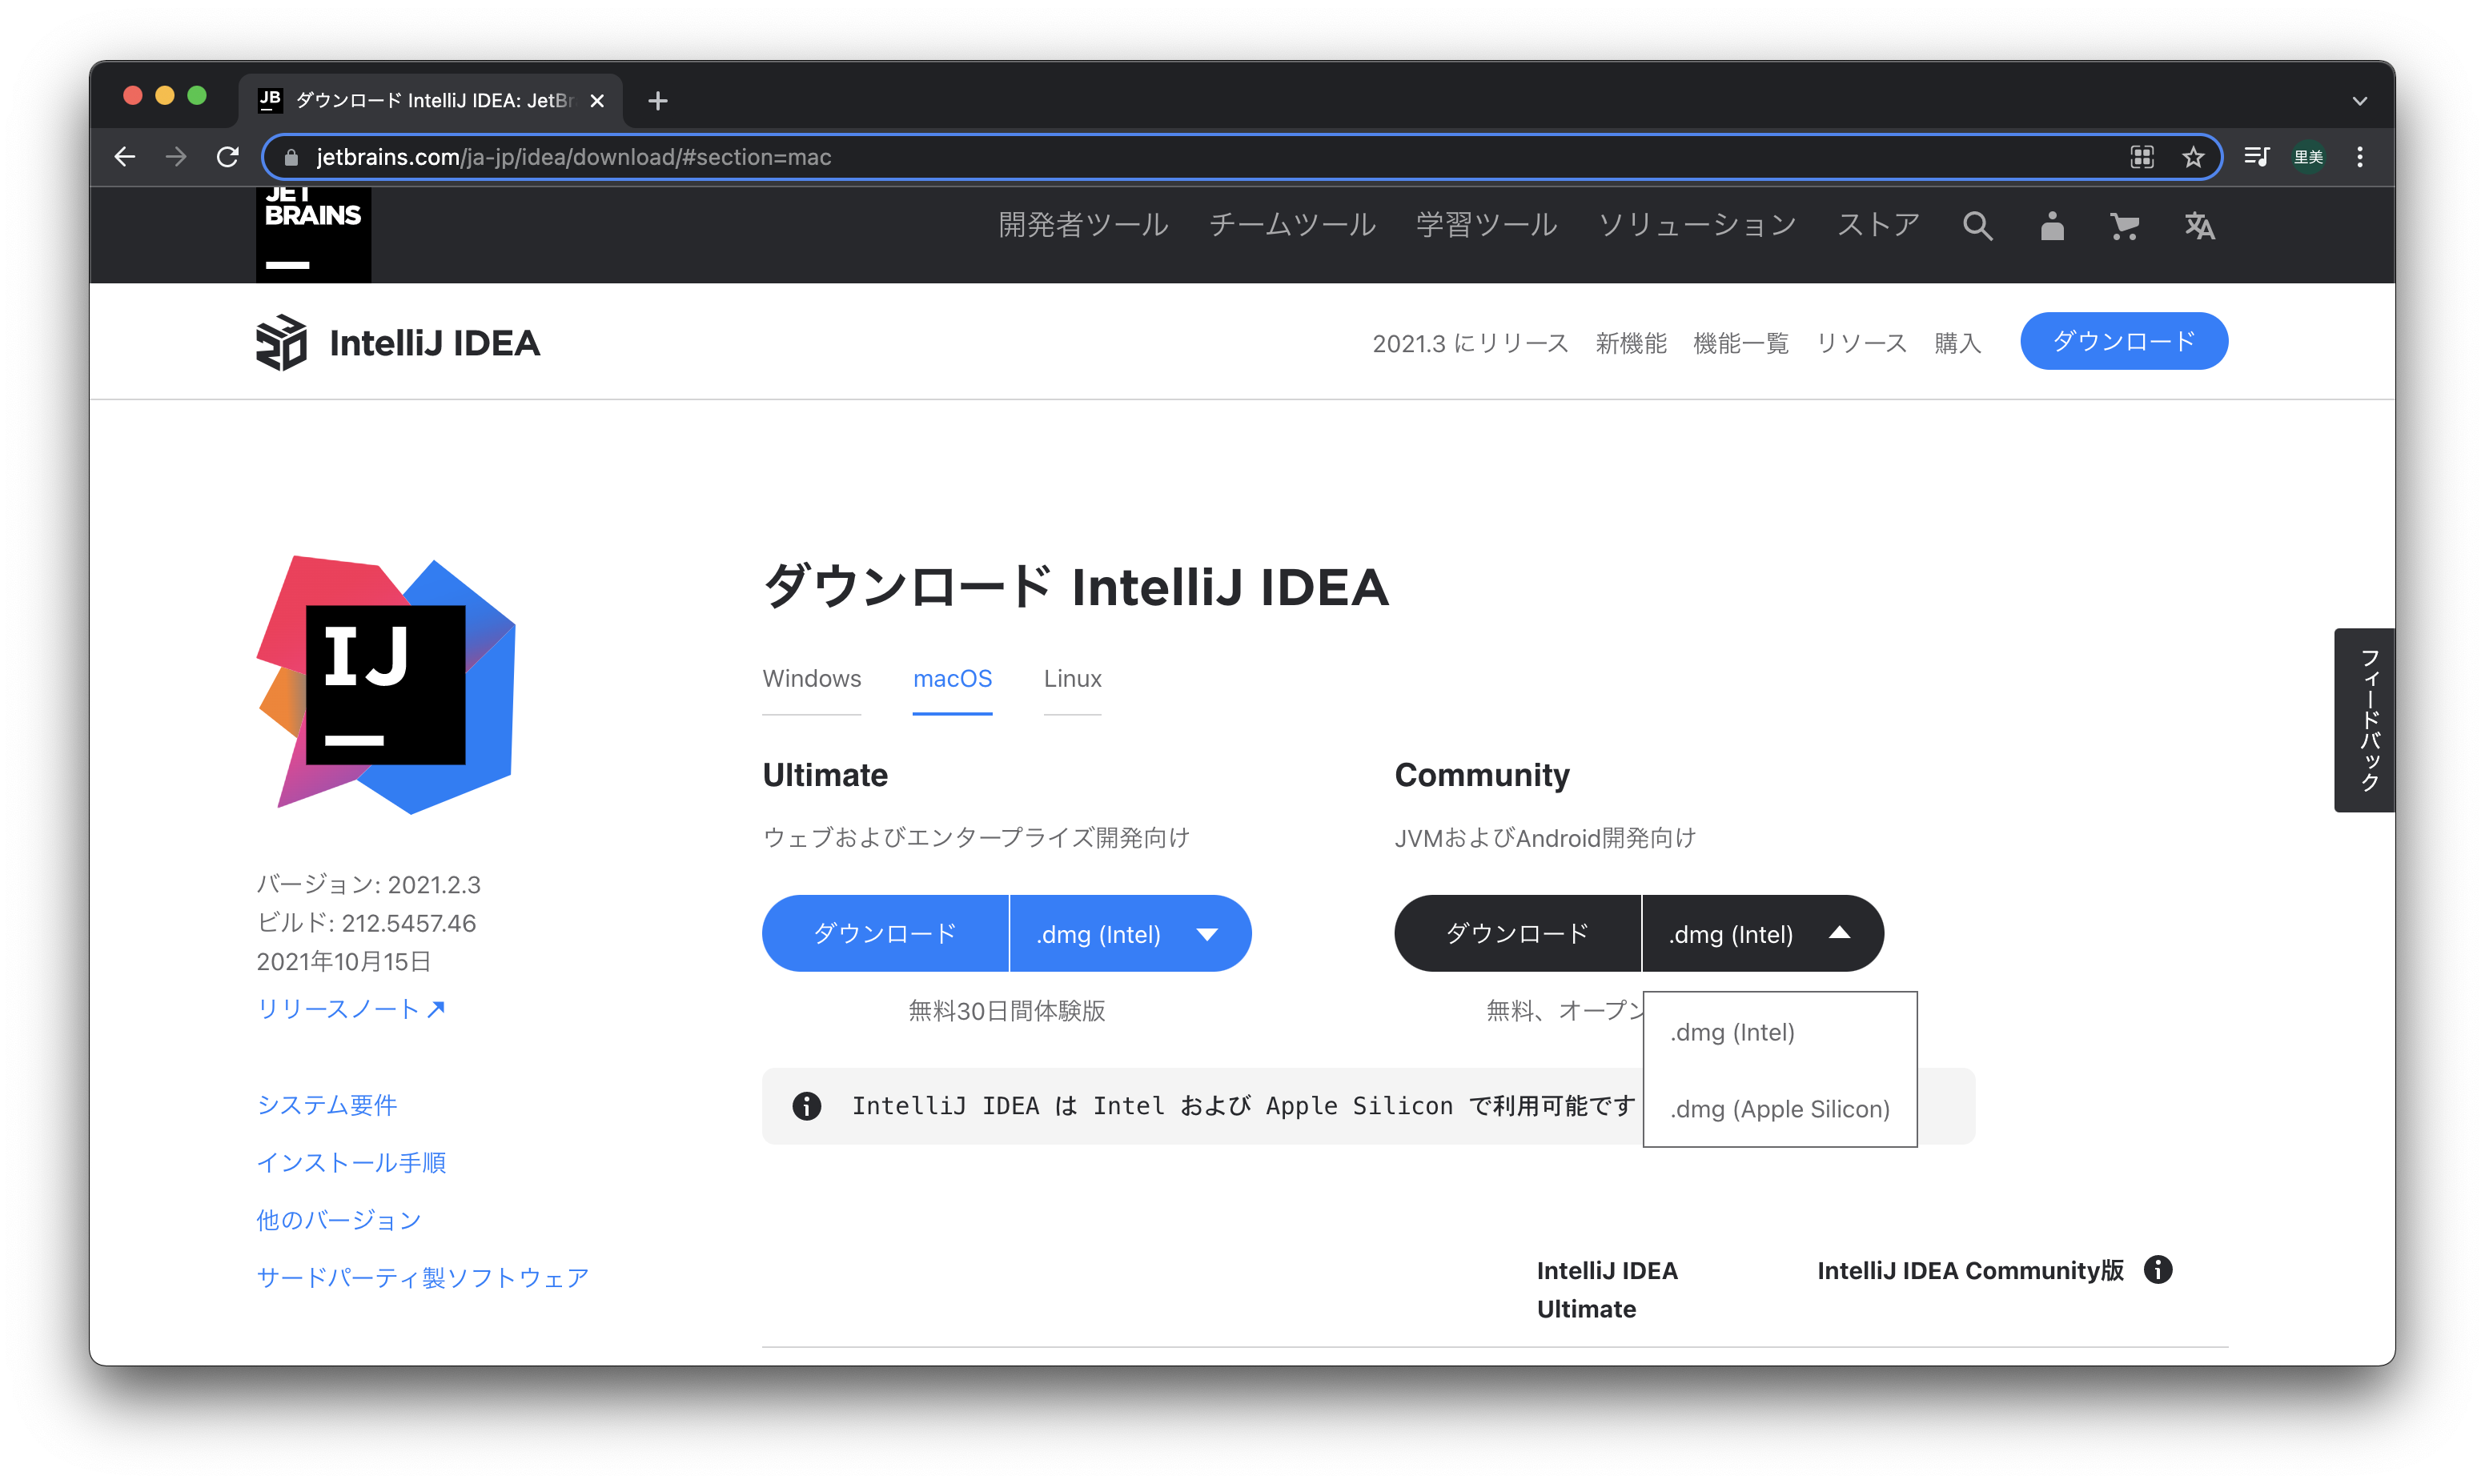 JB ダウンロード IntelliJ IDEA: JetBr
jetbrains.com/ja-jp/idea/download/#section=mac
里美
JET
BRAINS
開発者ツール チームツール 学習ツール ソリューション ストア
IntelliJ IDEA
2021.3 にリリース 新機能 機能一覧 リソース 購入 ダウンロード
IJ
バージョン: 2021.2.3
ビルド: 212.5457.46
2021年10月15日
リリースノート
システム要件
インストール手順
他のバージョン
サードパーティ製ソフトウェア
ダウンロード IntelliJ IDEA
Windows macOS Linux
Ultimate
ウェブおよびエンタープライズ開発向け
ダウンロード .dmg (Intel)
無料30日間体験版
Community
JVMおよびAndroid開発向け
ダウンロード .dmg (Intel)
無料、オープン
.dmg (Intel)
.dmg (Apple Silicon)
IntelliJ IDEA は Intel および Apple Silicon で利用可能です
IntelliJ IDEA
Ultimate
IntelliJ IDEA Community版
フィードバック